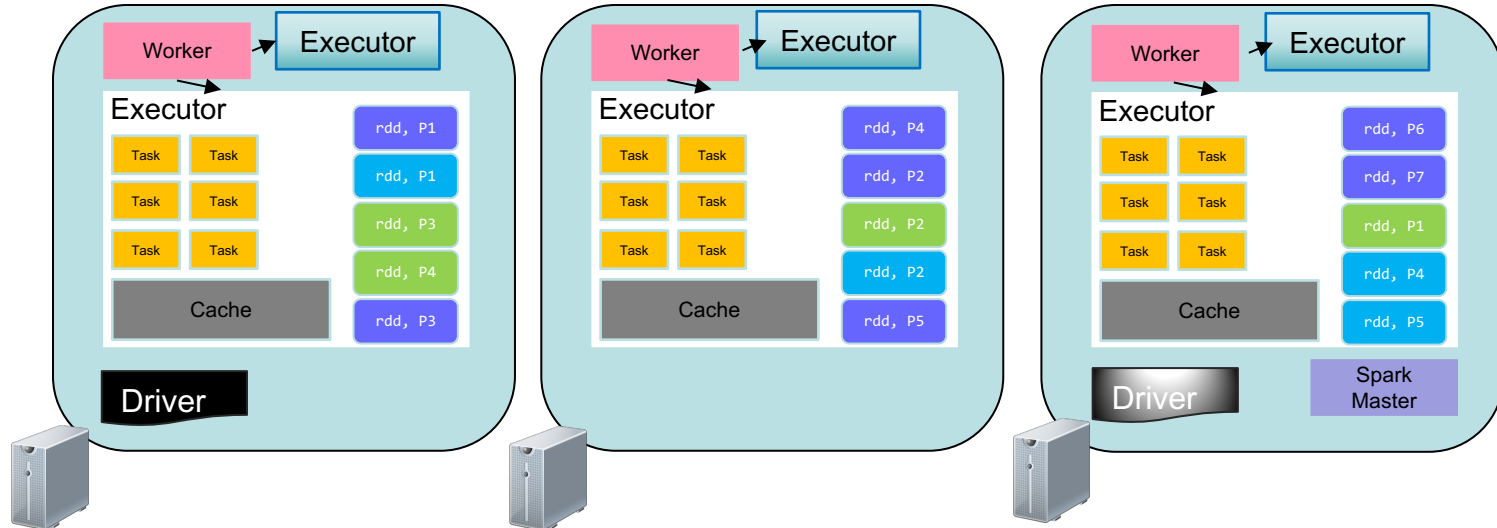 Worker
Executor
Executor
Task
Task
rdd, P1
rdd, P1
Task
Task
rdd, P3
Task
Task
rdd, P4
Cache
rdd, P3
Driver
Worker
Executor
Executor
Task
Task
rdd, P4
rdd, P2
Task
Task
rdd, P2
Task
Task
rdd, P2
Cache
rdd, P5
Worker
Executor
Executor
Task
Task
rdd, P6
rdd, P7
Task
Task
rdd, P1
Task
Task
rdd, P4
Cache
rdd, P5
Driver
Spark
Master